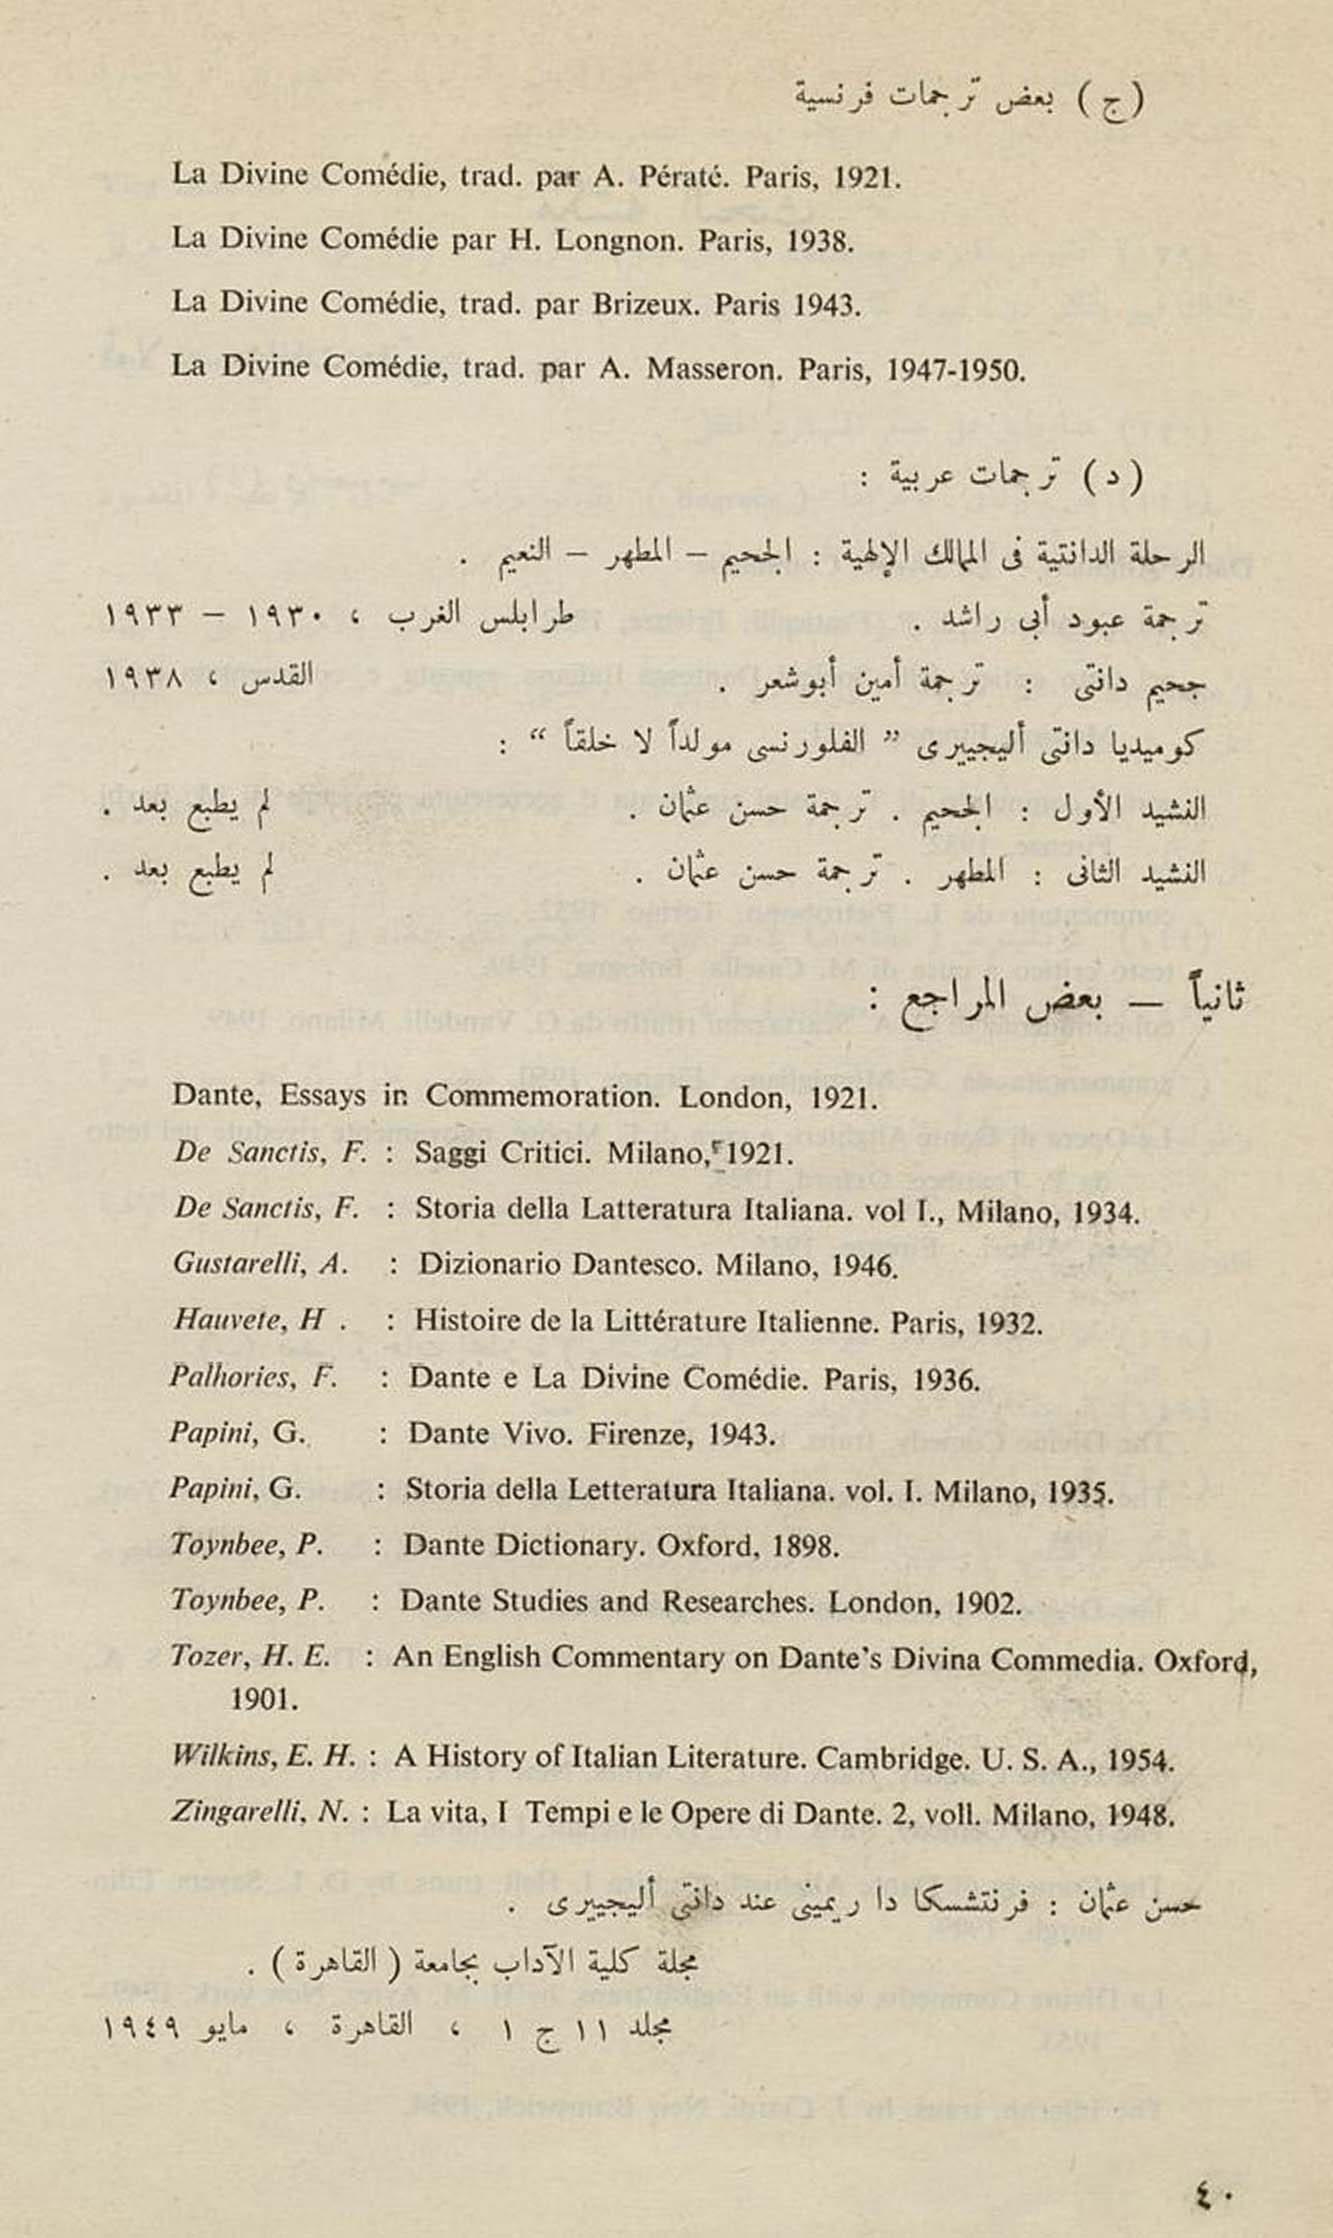 ( ج ) بعض ترجمات فرنسية
La Divine Comédie, trad. par A. Pératé. Paris, 1921.
La Divine Comédie par H. Longnon. Paris, 1938.
La Divine Comédie, trad. par Brizeux. Paris 1943.
La Divine Comédie, trad. par A. Masseron. Paris, 1947-1950.
( د ) ترجمات عربية :
الرحلة الدانتية فى الممالك الإلهية : الجحيم – المطهر – النعيم .
ترجمة عبود أبى راشد . طرابلس الغرب ، ١٩٣٠ – ١٩٣٣
جحيم دانتى : ترجمة أمين أبوشعر . القدس ، ١٩٣٨
كوميديا دانتى أليجييرى " الفلورنسى مولداً لا خلقاً " :
النشيد الأول : الجحيم . ترجمة حسن عثمان . لم يطبع بعد .
النشيد الثانى : المطهر . ترجمة حسن عثمان . لم يطبع بعد .
ثانياً – بعض المراجع :
Dante, Essays in Commemoration. London, 1921.
De Sanctis, F. : Saggi Critici. Milano, 1921.
De Sanctis, F. : Storia della Latteratura Italiana. vol I., Milano, 1934.
Gustarelli, A. : Dizionario Dantesco. Milano, 1946.
Hauvete, H . : Histoire de la Littérature Italienne. Paris, 1932.
Palhories, F. : Dante e La Divine Comédie. Paris, 1936.
Papini, G. : Dante Vivo. Firenze, 1943.
Papini, G. : Storia della Letteratura Italiana. vol. I. Milano, 1935.
Toynbee, P. : Dante Dictionary. Oxford, 1898.
Toynbee, P. : Dante Studies and Researches. London, 1902.
Tozer, H. E. : An English Commentary on Dante's Divina Commedia. Oxford,
1901.
Wilkins, E. H. : A History of Italian Literature. Cambridge. U. S. A., 1954.
Zingarelli, N. : La vita, I Tempi e le Opere di Dante. 2, voll. Milano, 1948.
حسن عثمان : فرنتشسكا دا ريمينى عند دانتى أليجييرى .
مجلة كلية الآداب بجامعة ( القاهرة ) .
مجلد ١١ ج ١ ، القاهرة ، مايو ١٩٤٩
٤٠